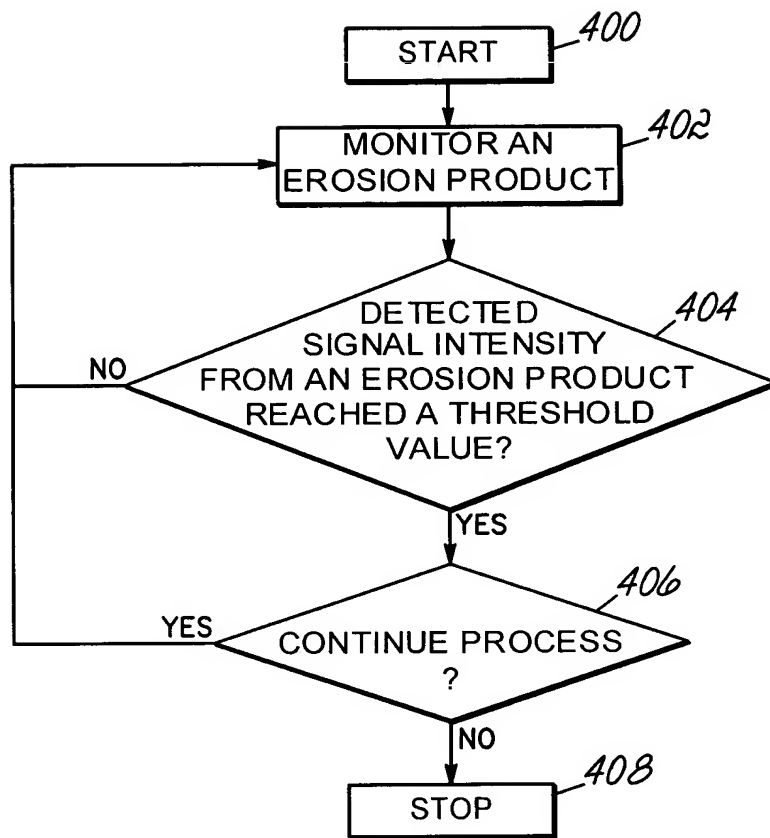 START
400
MONITOR AN
EROSION PRODUCT
402
DETECTED
SIGNAL INTENSITY
FROM AN EROSION PRODUCT
REACHED A THRESHOLD
VALUE?
404
NO
YES
CONTINUE PROCESS
?
406
YES
NO
STOP
408